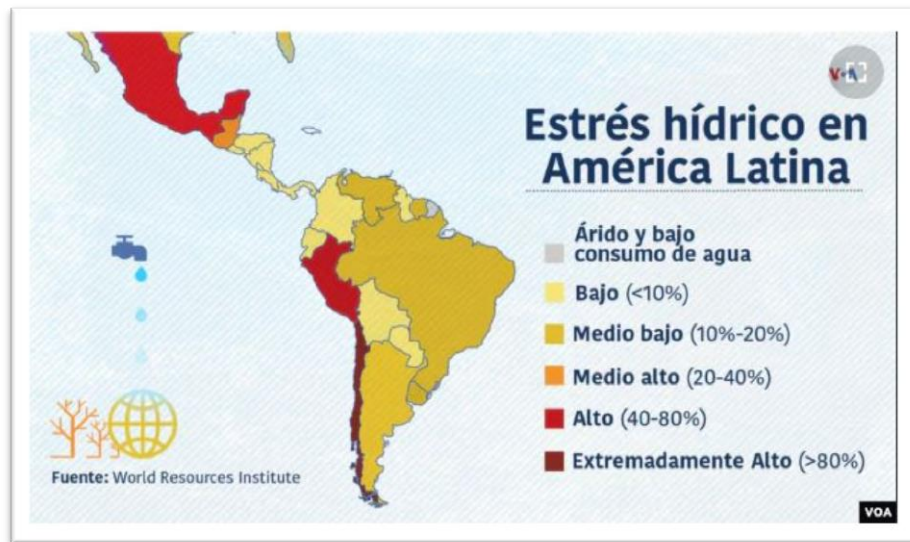 VOA
Estrés hídrico en
América Latina
Árido y bajo
consumo de agua
Bajo (<10%)
Medio bajo (10%-20%)
Medio alto (20-40%)
Alto (40-80%)
Extremadamente Alto (>80%)
Fuente: World Resources Institute
VOA